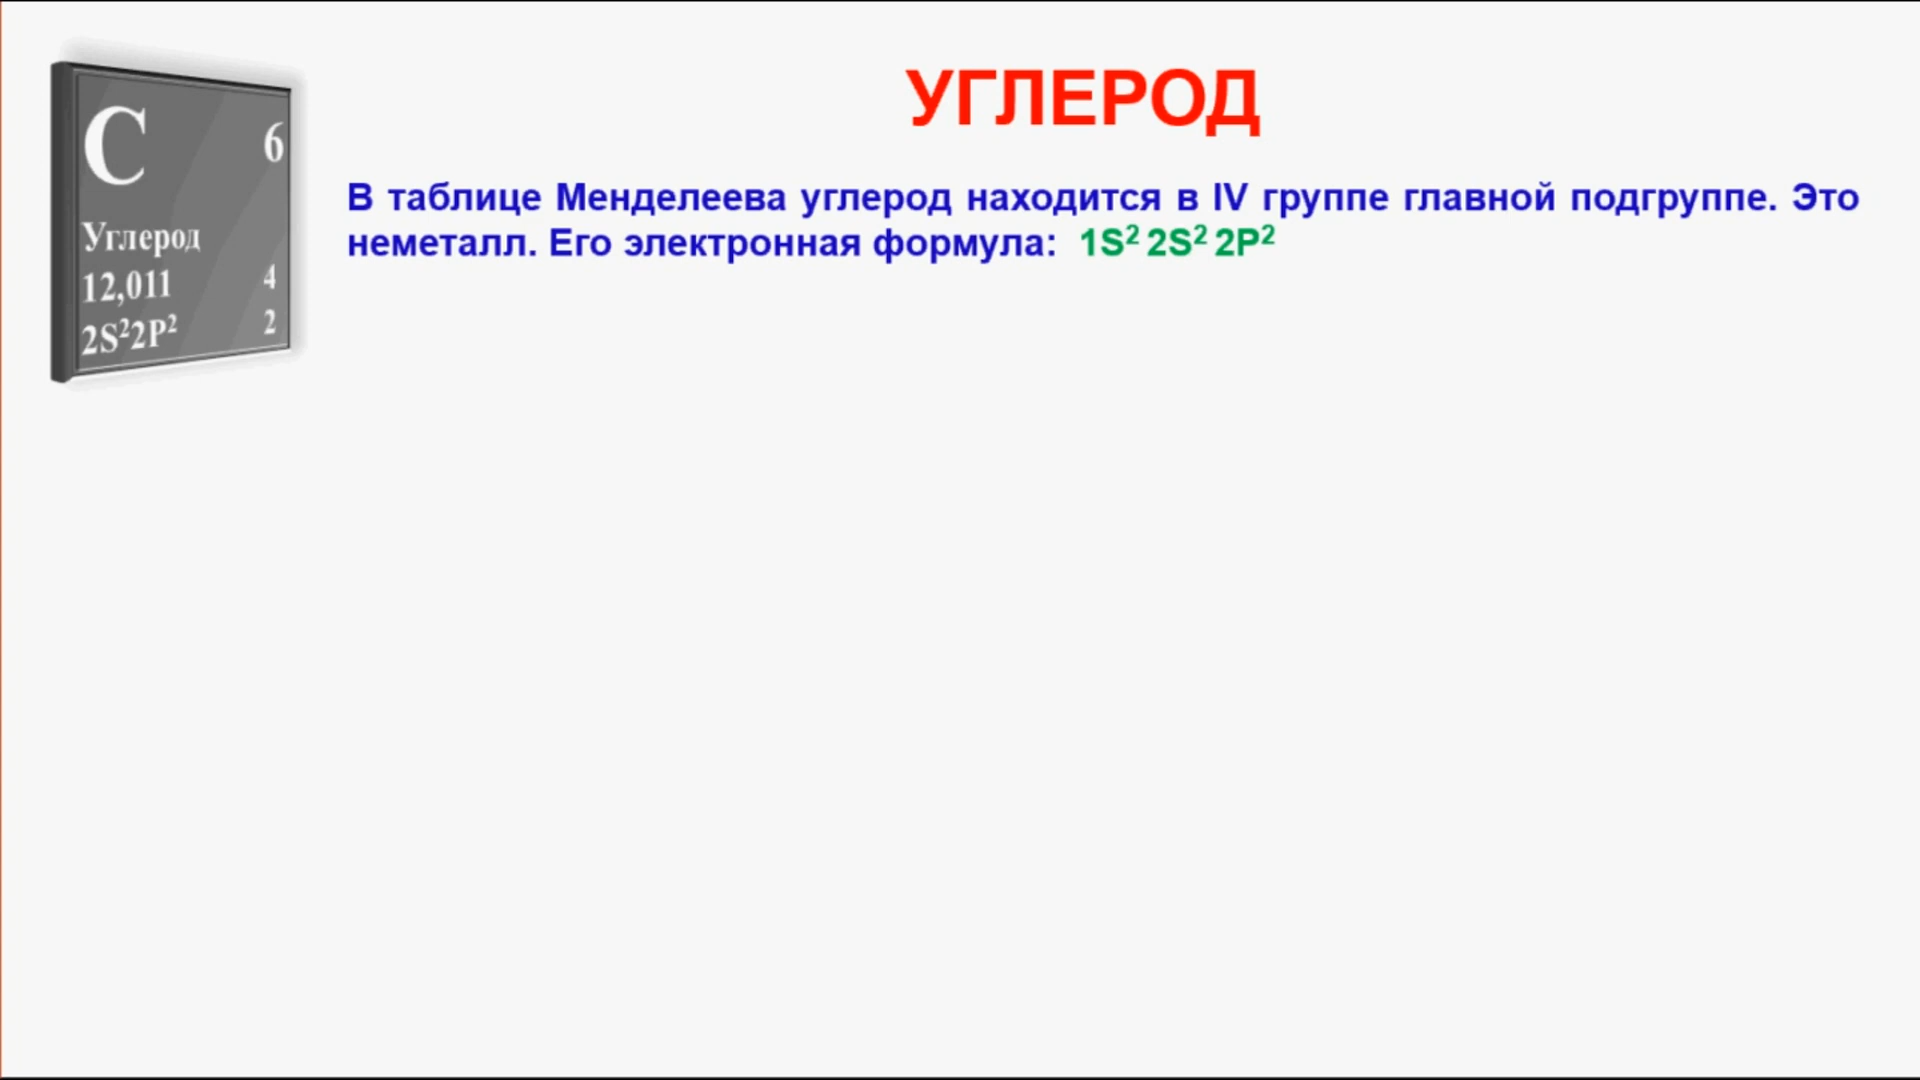 УГЛЕРОД
C 6
Углерод
12,011 4
2S²2P² 2
В таблице Менделеева углерод находится в IV группе главной подгруппе. Это
неметалл. Его электронная формула: 1S² 2S² 2P²